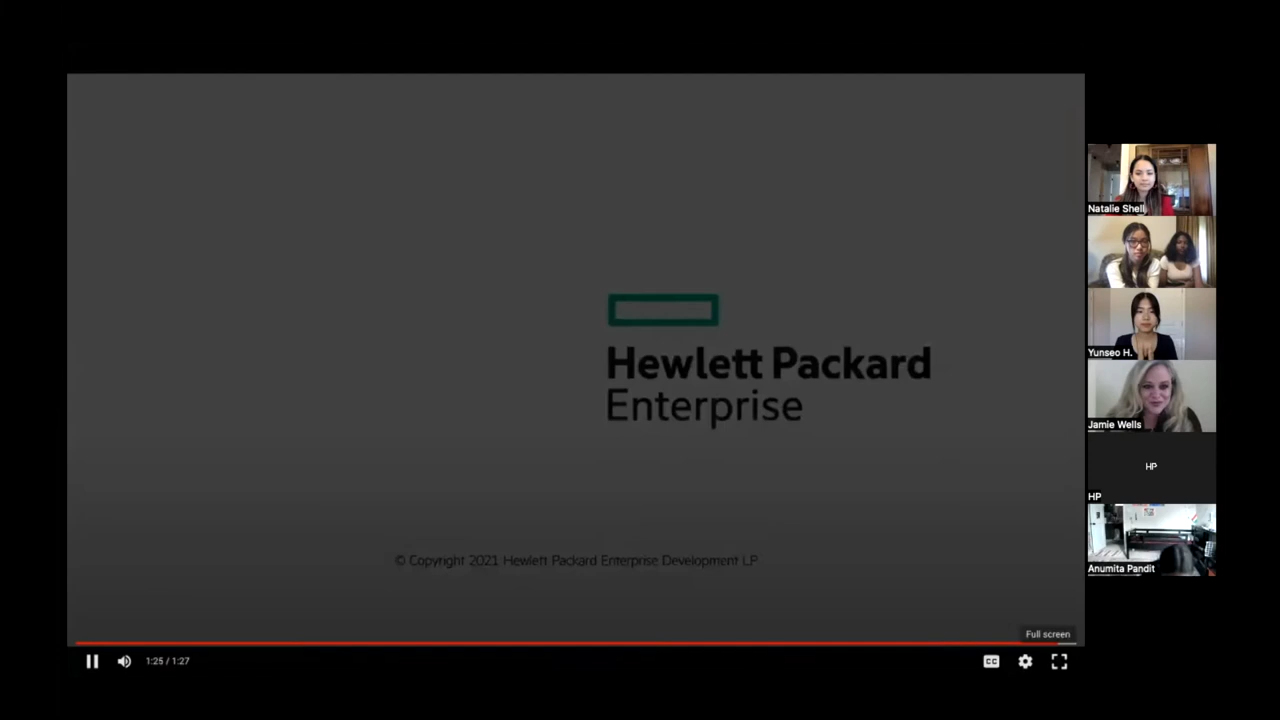 Hewlett Packard
Enterprise
© Copyright 2021 Hewlett Packard Enterprise Development LP
Full screen
1:25 / 1:27
CC
Natalie Shell
Yunseo H.
Jamie Wells
HP
HP
Anumita Pandit